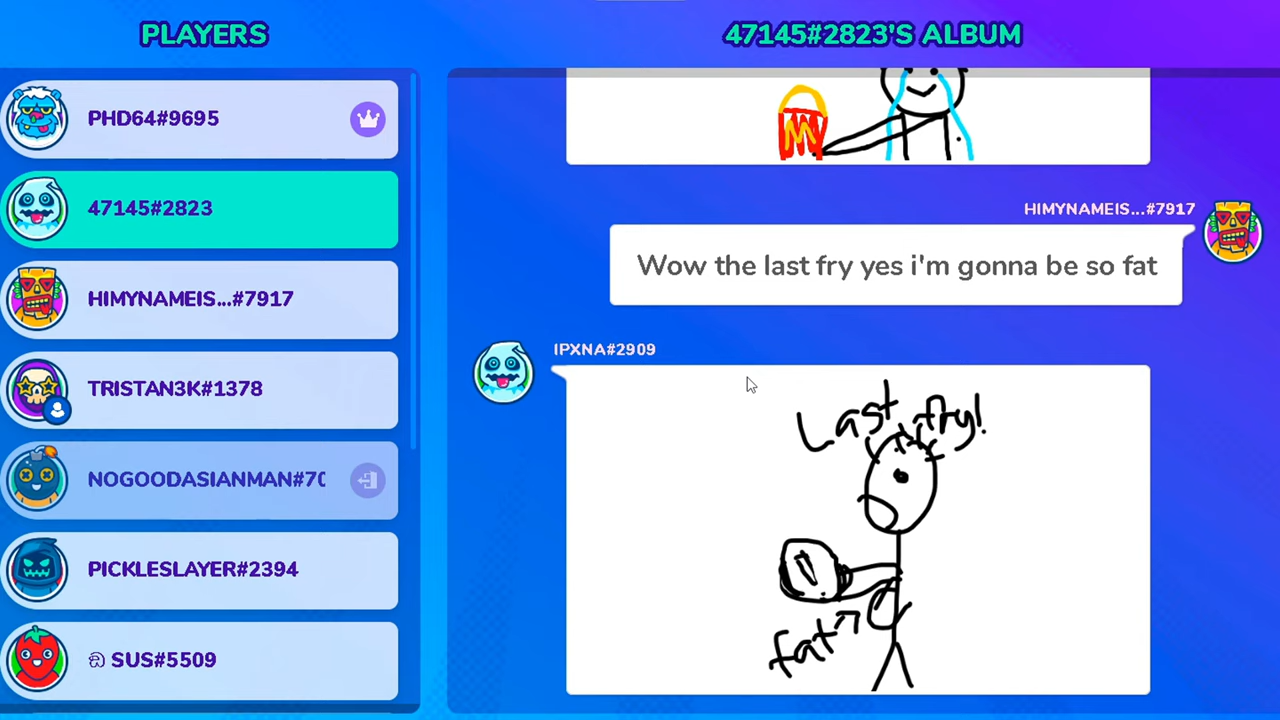 PLAYERS
47145#2823'S ALBUM
PHD64#9695
47145#2823
HIMYNAMEIS...#7917
TRISTAN3K#1378
NOGOODASIANMAN#70
PICKLESLAYER#2394
SUS#5509
M
HIMYNAMEIS...#7917
Wow the last fry yes i'm gonna be so fat
IPXNA#2909
Last fry!
fat